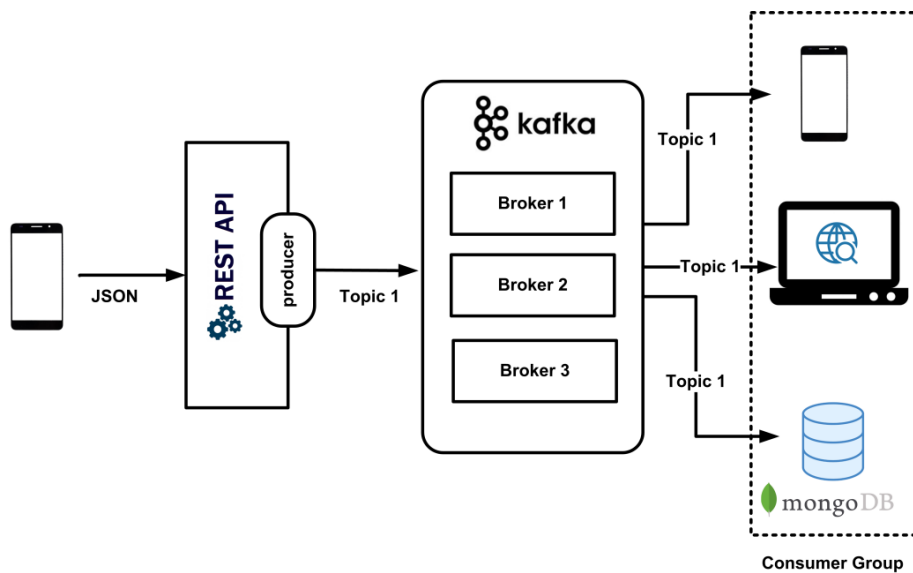 JSON
REST API
producer
Topic 1
kafka
Broker 1
Broker 2
Broker 3
Topic 1
Topic 1
Topic 1
mongoDB
Consumer Group